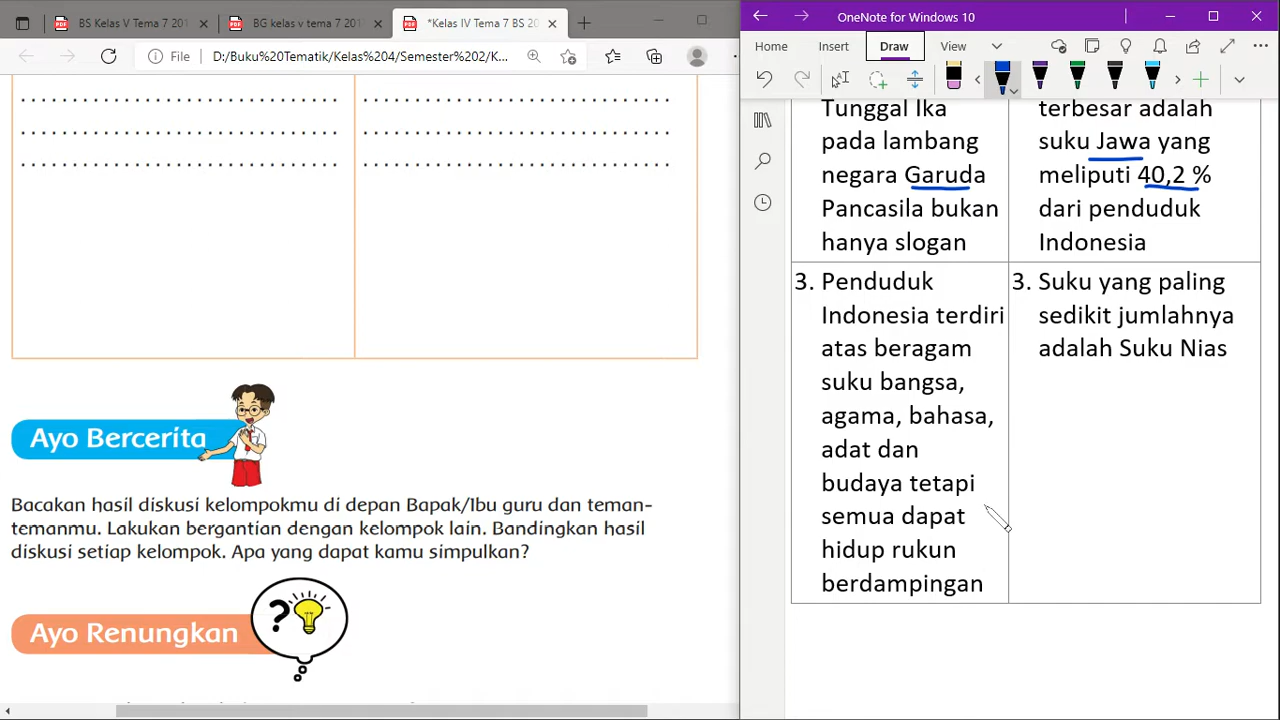 BS Kelas V Tema 7 201
BG kelas v tema 7 201
*Kelas IV Tema 7 BS 20
File
D:/Buku%20Tematik/Kelas%204/Semester%202/K...
Ayo Bercerita
Bacakan hasil diskusi kelompokmu di depan Bapak/Ibu guru dan teman-
temanmu. Lakukan bergantian dengan kelompok lain. Bandingkan hasil
diskusi setiap kelompok. Apa yang dapat kamu simpulkan?
?
Ayo Renungkan
OneNote for Windows 10
Home Insert Draw View
Tunggal Ika
pada lambang
negara Garuda
Pancasila bukan
hanya slogan
terbesar adalah
suku Jawa yang
meliputi 40,2 %
dari penduduk
Indonesia
3. Penduduk
Indonesia terdiri
atas beragam
suku bangsa,
agama, bahasa,
adat dan
budaya tetapi
semua dapat
hidup rukun
berdampingan
3. Suku yang paling
sedikit jumlahnya
adalah Suku Nias